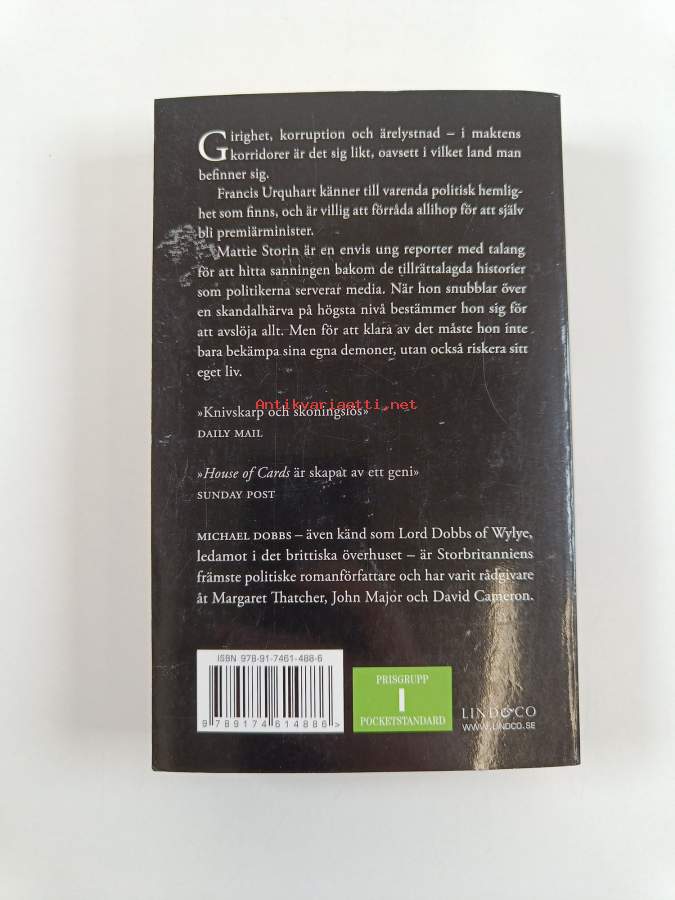 Girighet, korruption och ärelystnad – i maktens
korridorer är det sig likt, oavsett i vilket land man
befinner sig.
Francis Urquhart känner till varenda politisk hemlig-
het som finns, och är villig att förråda allihop för att själv
bli premiärminister.
Mattie Storin är en envis ung reporter med talang
för att hitta sanningen bakom de tillrättalagda historier
som politikerna serverar media. När hon snubblar över
en skandalhärva på högsta nivå bestämmer hon sig för
att avslöja allt. Men för att klara av det måste hon inte
bara bekämpa sina egna demoner, utan också riskera sitt
eget liv.
Antikvariaatti.net
»Knivskarp och skoningslös»
DAILY MAIL
»House of Cards är skapat av ett geni»
SUNDAY POST
MICHAEL DOBBS – även känd som Lord Dobbs of Wylye,
ledamot i det brittiska överhuset – är Storbritanniens
främste politiske romanförfattare och har varit rådgivare
åt Margaret Thatcher, John Major och David Cameron.
ISBN 978-91-7461-488-6
9 789174 614886 >
PRISGRUPP
I
POCKETSTANDARD
LIND&CO
WWW.LINDCO.SE